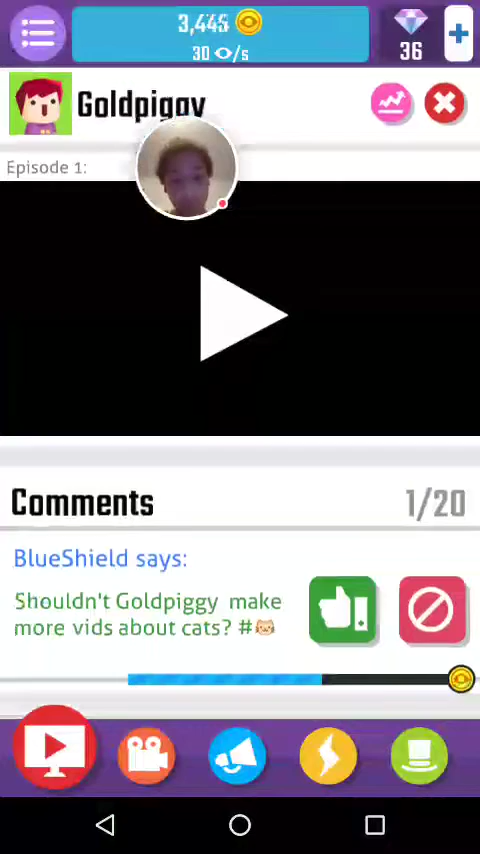 3,445
30 /s
36
Goldpiggy
Episode 1:
Comments
1/20
BlueShield says:
Shouldn't Goldpiggy make
more vids about cats? #